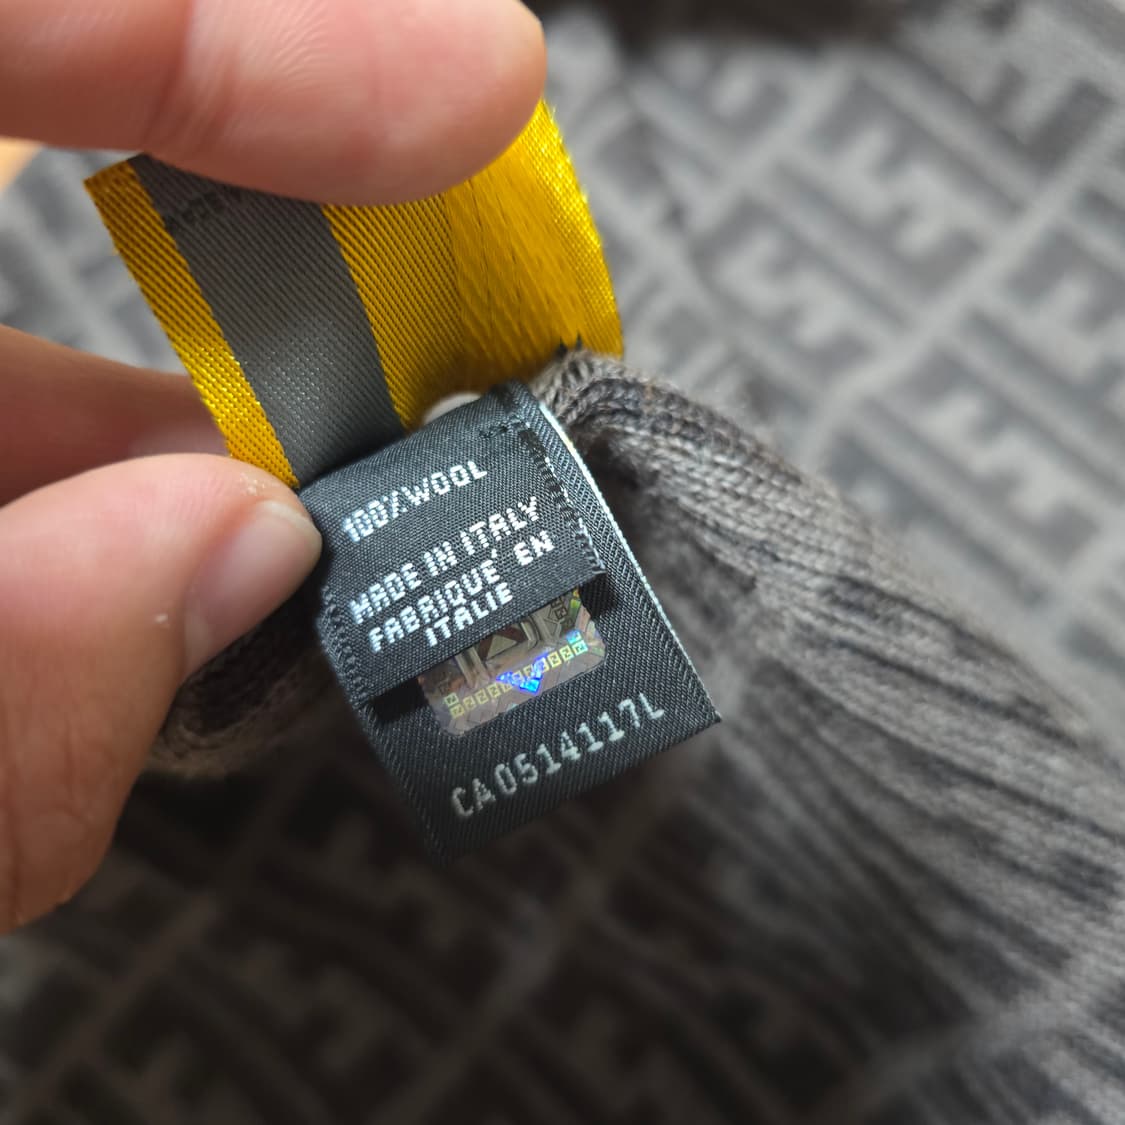 100%WOOL
MADE IN ITALY
FABRIQUÉ EN
ITALIE
CA0514117L